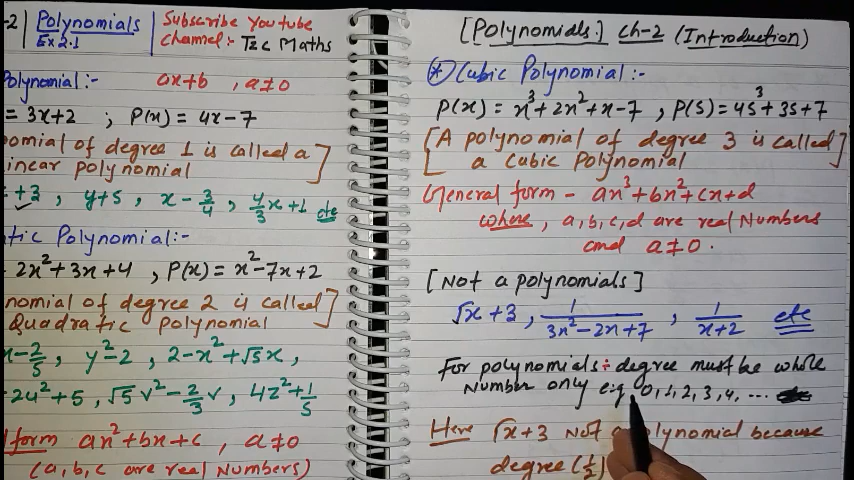 -2 | Polynomials
Ex 2.1
Subscribe YouTube
Channel:- Tzc Maths
Polynomial:- ax+b , a≠0
= 3x+2 ; P(x) = 4x-7
nomial of degree 1 is called a
inear polynomial]
+3 , y+5 , x-3/4 , 4/3x+1 etc
tic Polynomial:-
2x²+3x+4 , P(x) = x²-7x+2
nomial of degree 2 is called
Quadratic polynomial]
x-2/5 , y²-2 , 2-x²+√5x ,
2u²+5 , √5v²-2/3v , 4z²+1/5
form ax²+bx+c , a≠0
(a,b,c are real Numbers)
[Polynomials.] Ch-2 (Introduction)
(*) Cubic Polynomial:-
P(x) = x³+2x²+x-7 , P(S) = 4S³+3S+7
[A polynomial of degree 3 is called
a Cubic Polynomial]
General form - ax³+bx²+cx+d
where, a,b,c,d are real Numbers
and a≠0.
[Not a polynomials]
√x+3 , 1/(3x²-2x+7) , 1/(x+2) etc
For polynomials÷ degree must be whole
Number only e.g. 0,1,2,3,4, ...
Here √x+3 Not a polynomial because
degree (1/2)